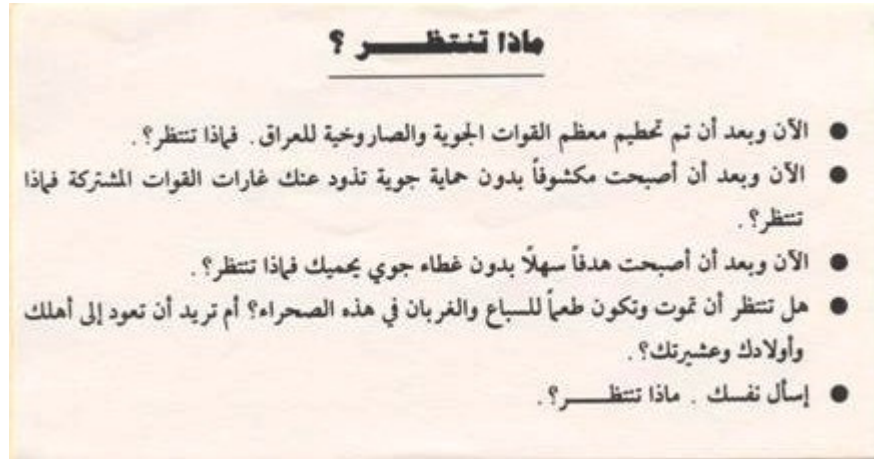 ماذا تنتظــــر ؟
● الآن وبعد أن تم تحطيم معظم القوات الجوية والصاروخية للعراق . فماذا تنتظر؟ .
● الآن وبعد أن أصبحت مكشوفاً بدون حماية جوية تذود عنك غارات القوات المشتركة فماذا
تنتظر؟ .
● الآن وبعد أن أصبحت هدفاً سهلاً بدون غطاء جوي يحميك فماذا تنتظر؟ .
● هل تنتظر أن تموت وتكون طعماً للسباع والغربان في هذه الصحراء؟ أم تريد أن تعود إلى أهلك
وأولادك وعشيرتك؟ .
● إسأل نفسك . ماذا تنتظــــر؟ .